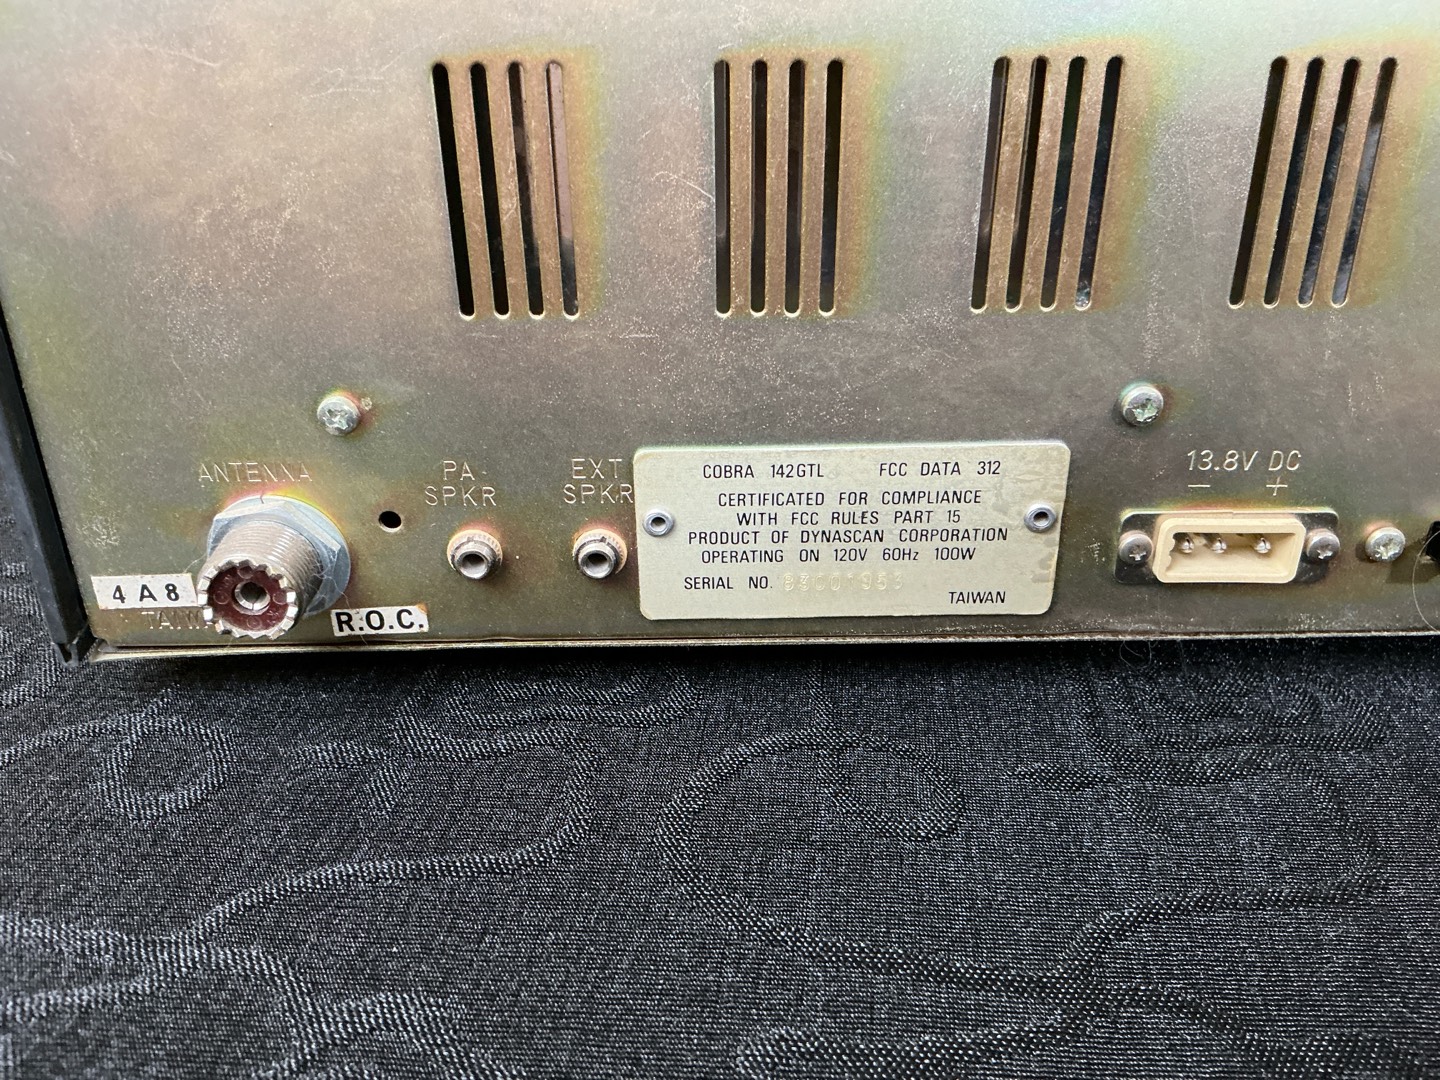 ANTENNA
PA
SPKR
EXT
SPKR
COBRA 142GTL FCC DATA 312
CERTIFICATED FOR COMPLIANCE
WITH FCC RULES PART 15
PRODUCT OF DYNASCAN CORPORATION
OPERATING ON 120V 60Hz 100W
SERIAL NO.
TAIWAN
13.8V DC
- +
4 A 8
R.O.C.